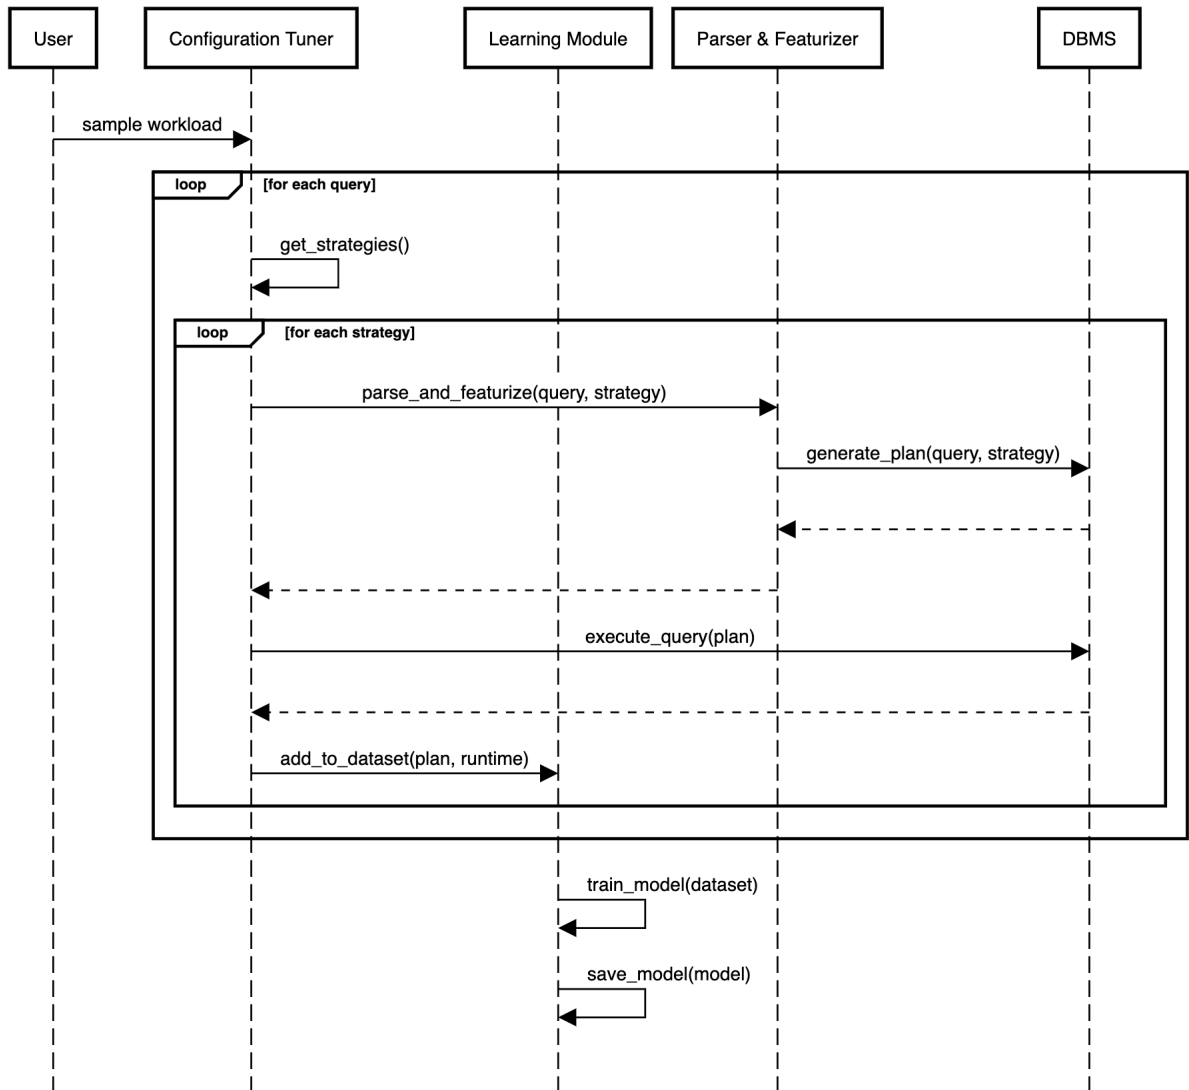 User
Configuration Tuner
Learning Module
Parser & Featurizer
DBMS
sample workload
loop
[for each query]
get_strategies()
loop
[for each strategy]
parse_and_featurize(query, strategy)
generate_plan(query, strategy)
execute_query(plan)
add_to_dataset(plan, runtime)
train_model(dataset)
save_model(model)